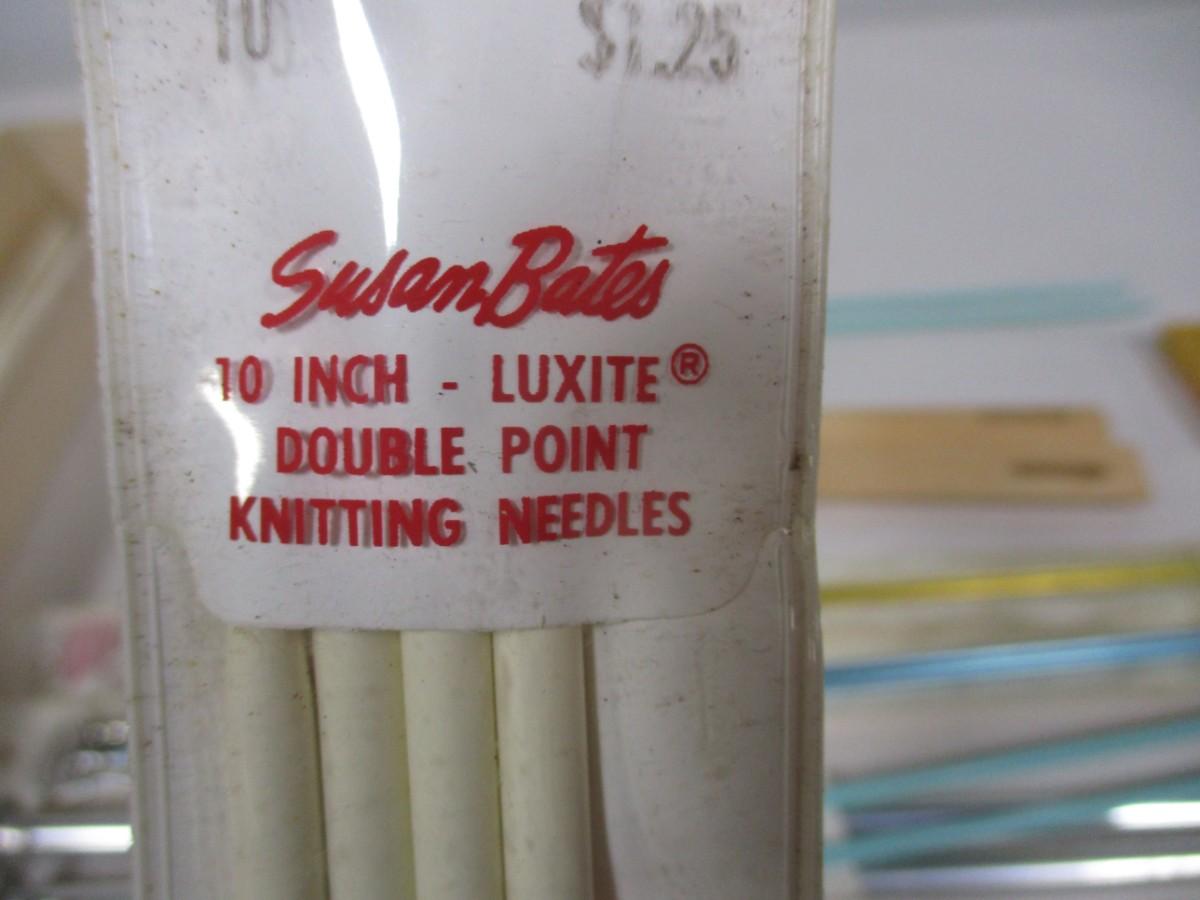 10 $1.25
Susan Bates
10 INCH - LUXITE®
DOUBLE POINT
KNITTING NEEDLES